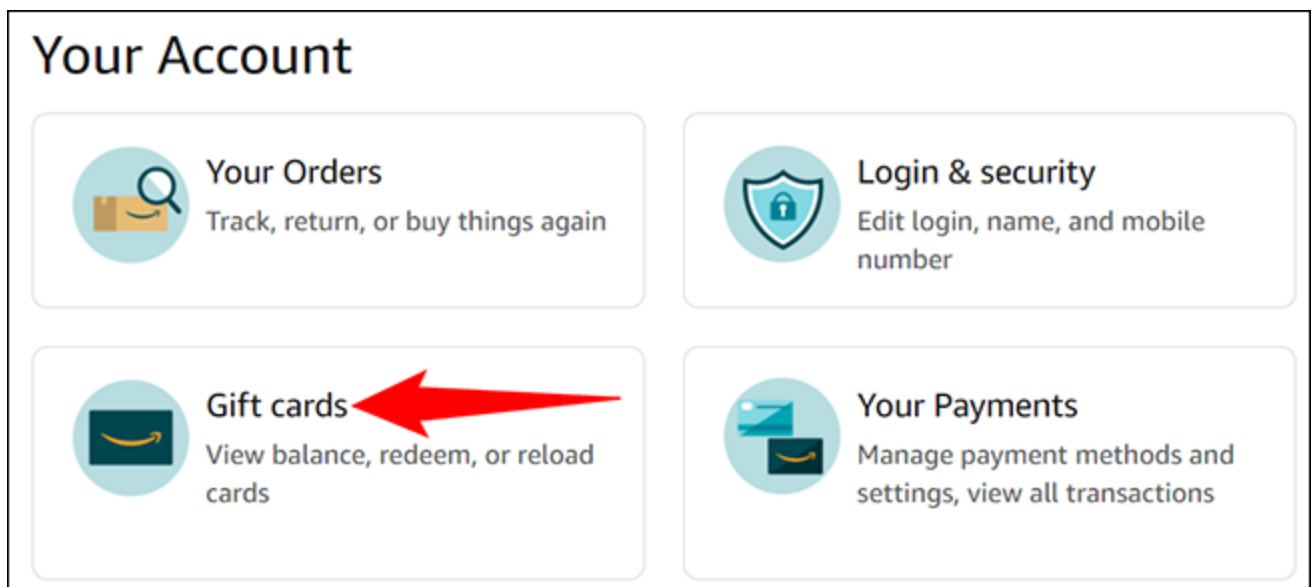 Your Account
Your Orders
Track, return, or buy things again
Login & security
Edit login, name, and mobile
number
Gift cards
View balance, redeem, or reload
cards
Your Payments
Manage payment methods and
settings, view all transactions